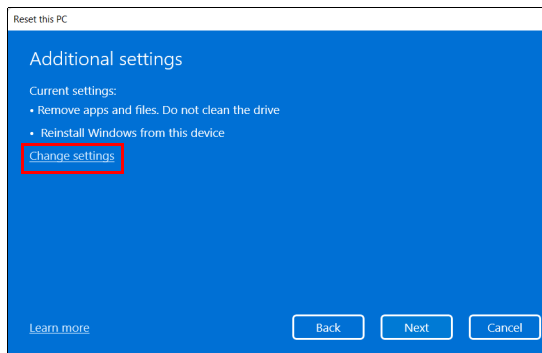 Reset this PC
Additional settings
Current settings:
• Remove apps and files. Do not clean the drive
• Reinstall Windows from this device
Change settings
Learn more
Back
Next
Cancel